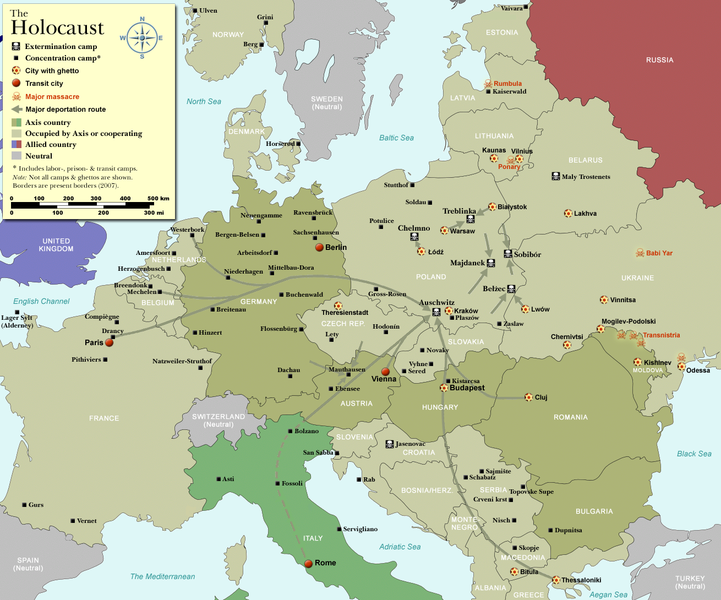 The
Holocaust
N
W E
S
Extermination camp
Concentration camp*
City with ghetto
Transit city
Major massacre
Major deportation route
Axis country
Occupied by Axis or cooperating
Allied country
Neutral
* Includes labor-, prison- & transit camps.
Note: Not all camps & ghettos are shown.
Borders are present borders (2007).
0 100 200 300 400 500 km
0 100 200 300 mi
Ulven
Grini
NORWAY
Berg
Vaivara
ESTONIA
RUSSIA
North Sea
SWEDEN
(Neutral)
Rumbula
Kaiserwald
LATVIA
DENMARK
Baltic Sea
LITHUANIA
Horserød
Kaunas
Vilnius
Ponary
BELARUS
Maly Trostenets
Stutthof
Soldau
Treblinka
Bialystok
Lakhva
Ravensbrück
Neuengamme
Potulice
Chelmno
Warsaw
Westerbork
Bergen-Belsen
Sachsenhausen
Berlin
UNITED
KINGDOM
Amersfoort
NETHERLANDS
Arbeitsdorf
Łódź
Sobibór
Babi Yar
Herzogenbusch
Niederhagen
Mittelbau-Dora
POLAND
Majdanek
UKRAINE
Breendonk
Mechelen
Buchenwald
Gross-Rosen
Bełżec
English Channel
BELGIUM
GERMANY
Auschwitz
Vinnitsa
Lager Sylt
(Alderney)
Compiègne
Breitenau
Theresienstadt
Kraków
Płaszów
Lwów
CZECH REP.
Zaslaw
Mogilev-Podolski
Drancy
Hinzert
Flossenburg
Lety
Hodonín
Transnistria
Paris
SLOVAKIA
Chernivtsi
Pithiviers
Natzweiler-Struthof
Novaky
Vyhne
Kishinev
Dachau
Mauthausen
Sered
MOLDOVA
Odessa
Vienna
Kistarcsa
Ebensee
Budapest
AUSTRIA
Cluj
HUNGARY
FRANCE
SWITZERLAND
(Neutral)
ROMANIA
Bolzano
SLOVENIA
Jasenovac
San Sabba
CROATIA
Black Sea
Asti
Fossoli
Rab
Sajmište
Schabatz
BOSNIA/HERZ
SERBIA
Topovske Supe
Crveni krst
Gurs
Vernet
BULGARIA
Servigliano
MONTE-
NEGRO
Nisch
Dupnitsa
ITALY
Adriatic Sea
Skopje
SPAIN
(Neutral)
MACEDONIA
Rome
Bitula
The Mediterranean
Thessaloniki
TURKEY
(Neutral)
ALBANIA
GREECE
Aegean Sea